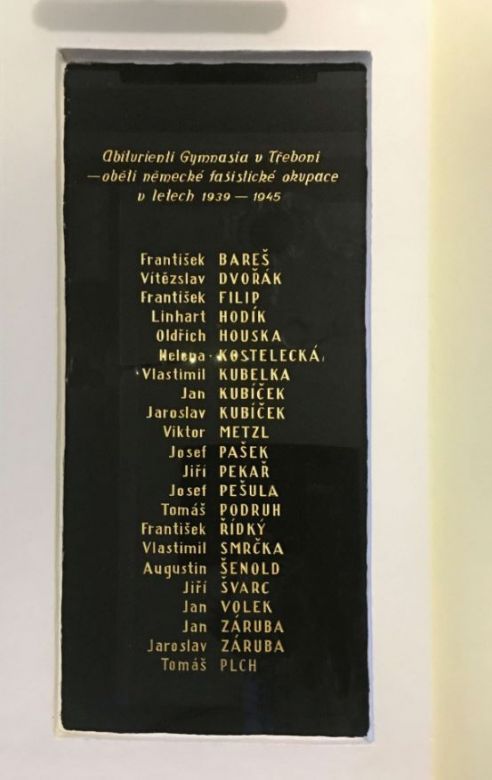 Abiturienti Gymnasia v Třeboni
—oběti německé fašistické okupace
v letech 1939 — 1945
František BAREŠ
Vítězslav DVOŘÁK
František FILIP
Linhart HODÍK
Oldřich HOUSKA
Helena KOSTELECKÁ
Vlastimil KUBELKA
Jan KUBÍČEK
Jaroslav KUBÍČEK
Viktor METZL
Josef PAŠEK
Jiří PEKAŘ
Josef PEŠULA
Tomáš PODRUH
František ŘÍDKÝ
Vlastimil SMRČKA
Augustin ŠENOLD
Jiří ŠVARC
Jan VOLEK
Jan ZÁRUBA
Jaroslav ZÁRUBA
Tomáš PLCH